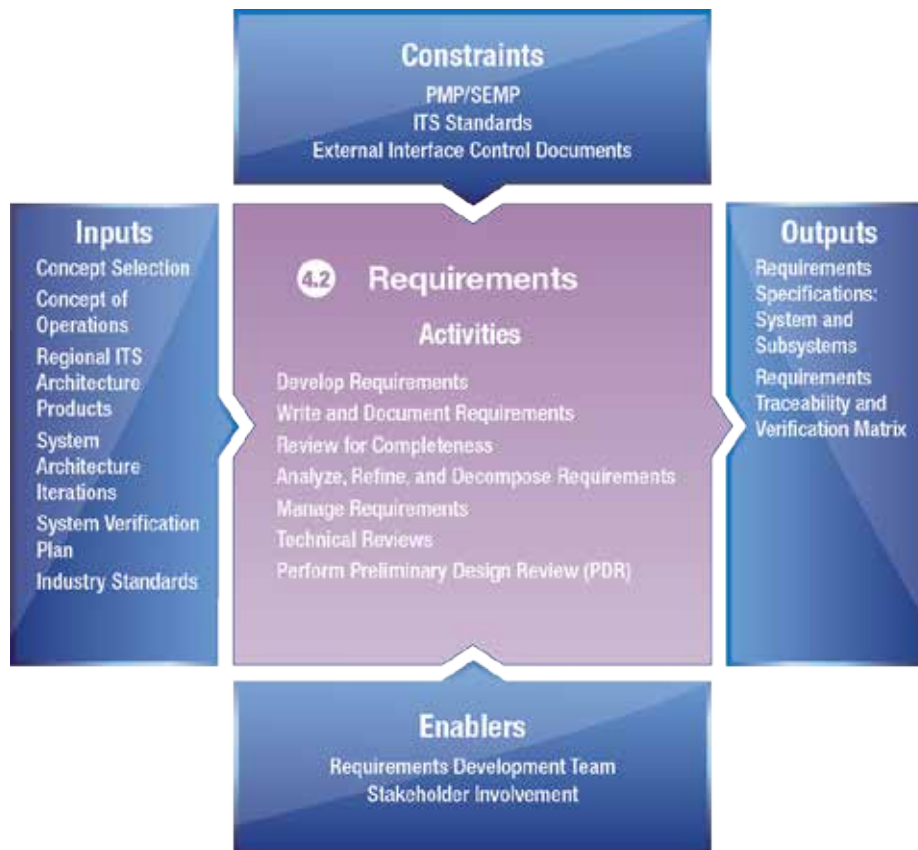 Constraints
PMP/SEMP
ITS Standards
External Interface Control Documents
Inputs
Concept Selection
Concept of
Operations
Regional ITS
Architecture
Products
System
Architecture
Iterations
System Verification
Plan
Industry Standards
4.2 Requirements
Activities
Develop Requirements
Write and Document Requirements
Review for Completeness
Analyze, Refine, and Decompose Requirements
Manage Requirements
Technical Reviews
Perform Preliminary Design Review (PDR)
Outputs
Requirements
Specifications:
System and
Subsystems
Requirements
Traceability and
Verification Matrix
Enablers
Requirements Development Team
Stakeholder Involvement